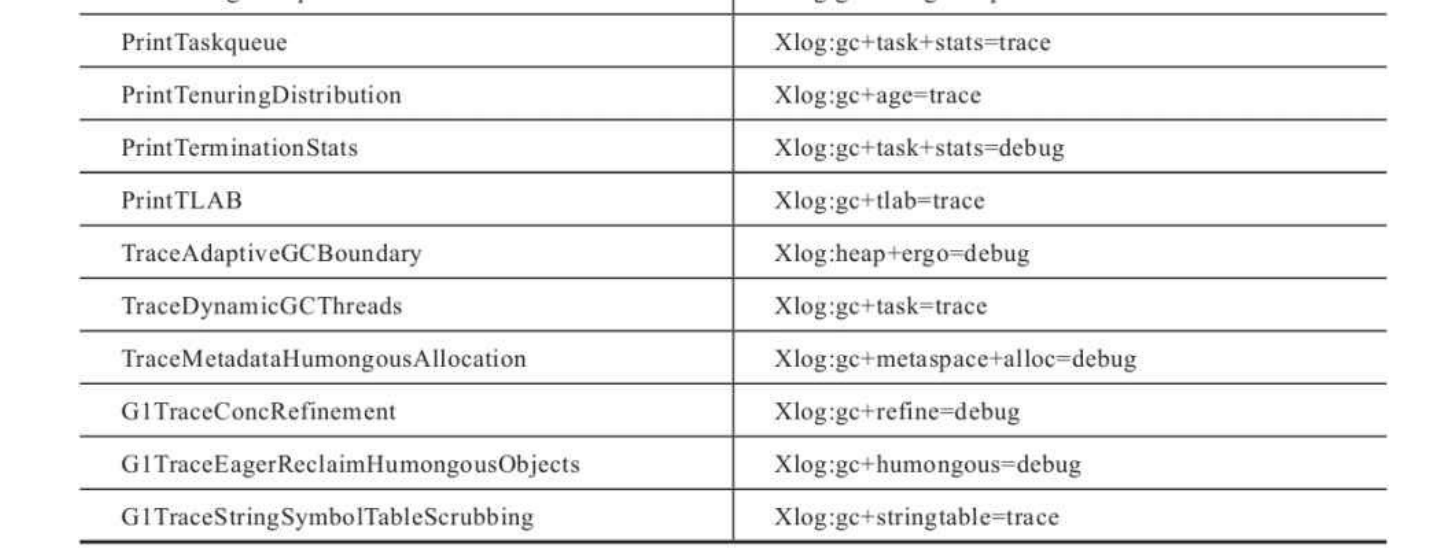 PrintTaskqueue Xlog:gc+task+stats=trace
PrintTenuringDistribution Xlog:gc+age=trace
PrintTerminationStats Xlog:gc+task+stats=debug
PrintTLAB Xlog:gc+tlab=trace
TraceAdaptiveGCBoundary Xlog:heap+ergo=debug
TraceDynamicGCThreads Xlog:gc+task=trace
TraceMetadataHumongousAllocation Xlog:gc+metaspace+alloc=debug
G1TraceConcRefinement Xlog:gc+refine=debug
G1TraceEagerReclaimHumongousObjects Xlog:gc+humongous=debug
G1TraceStringSymbolTableScrubbing Xlog:gc+stringtable=trace